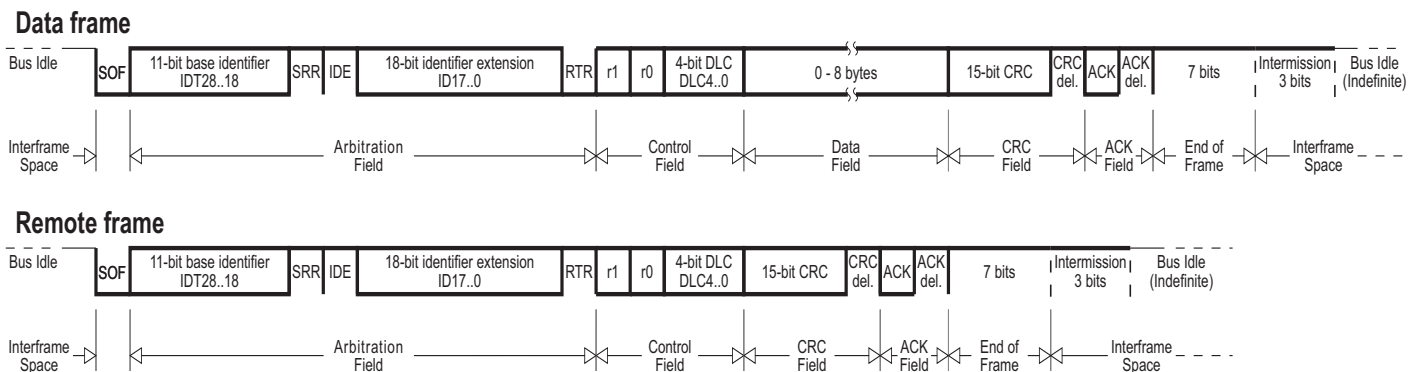 Data frame
Bus Idle
SOF
11-bit base identifier
IDT28..18
SRR
IDE
18-bit identifier extension
ID17..0
RTR
r1
r0
4-bit DLC
DLC4..0
0 - 8 bytes
15-bit CRC
CRC
del.
ACK
ACK
del.
7 bits
Intermission
3 bits
Bus Idle
(Indefinite)
Interframe
Space
Arbitration
Field
Control
Field
Data
Field
CRC
Field
ACK
Field
End of
Frame
Interframe
Space
Remote frame
Bus Idle
SOF
11-bit base identifier
IDT28..18
SRR
IDE
18-bit identifier extension
ID17..0
RTR
r1
r0
4-bit DLC
DLC4..0
15-bit CRC
CRC
del.
ACK
ACK
del.
7 bits
Intermission
3 bits
Bus Idle
(Indefinite)
Interframe
Space
Arbitration
Field
Control
Field
CRC
Field
ACK
Field
End of
Frame
Interframe
Space